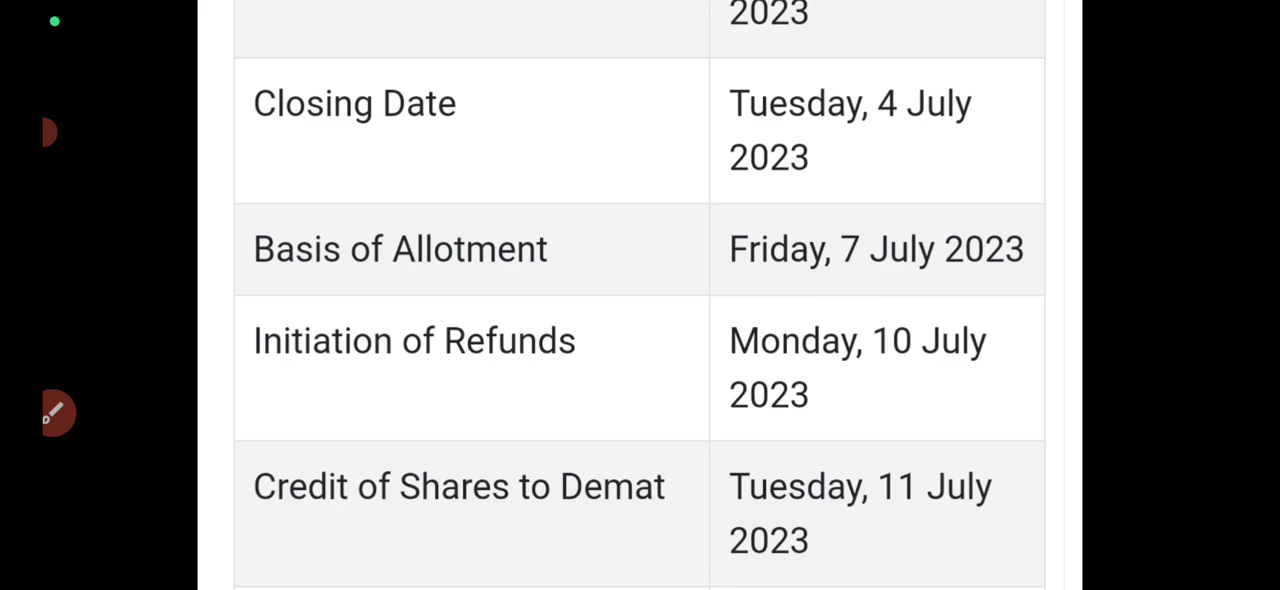 2023
Closing Date
Tuesday, 4 July
2023
Basis of Allotment
Friday, 7 July 2023
Initiation of Refunds
Monday, 10 July
2023
Credit of Shares to Demat
Tuesday, 11 July
2023